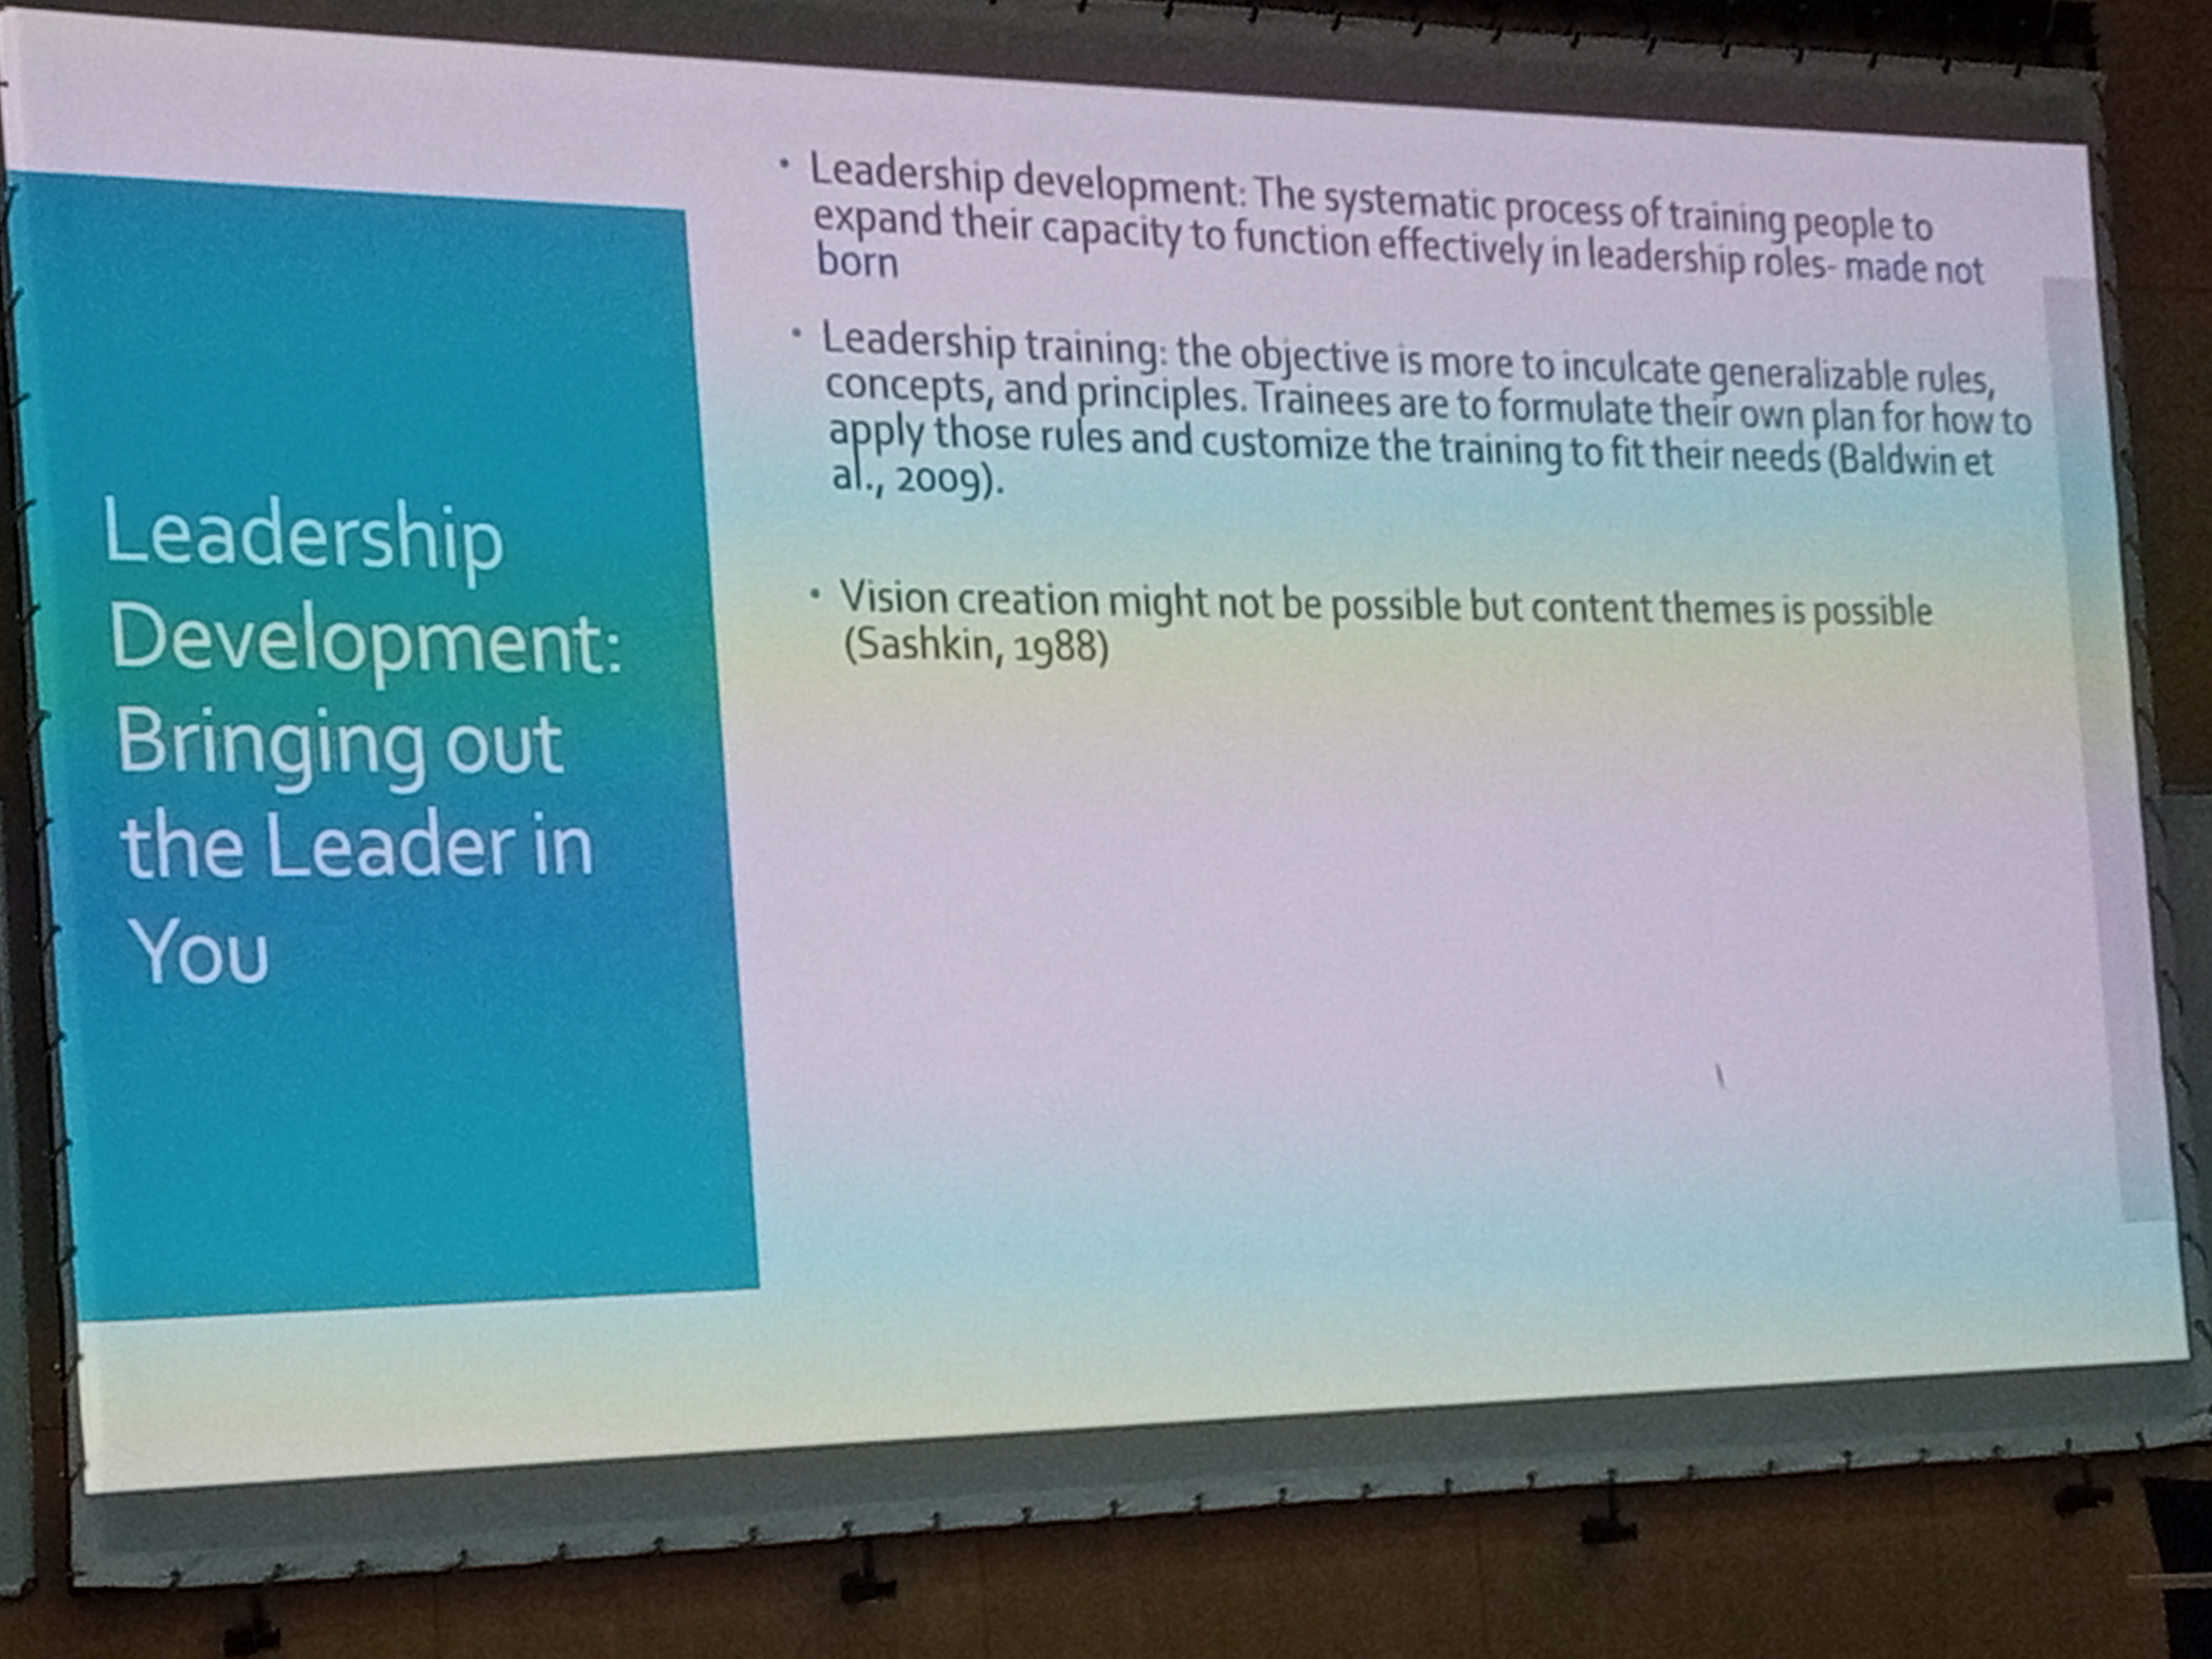 Leadership
Development:
Bringing out
the Leader in
You
• Leadership development: The systematic process of training people to
expand their capacity to function effectively in leadership roles- made not
born
• Leadership training: the objective is more to inculcate generalizable rules,
concepts, and principles. Trainees are to formulate their own plan for how to
apply those rules and customize the training to fit their needs (Baldwin et
al., 2009).
• Vision creation might not be possible but content themes is possible
(Sashkin, 1988)